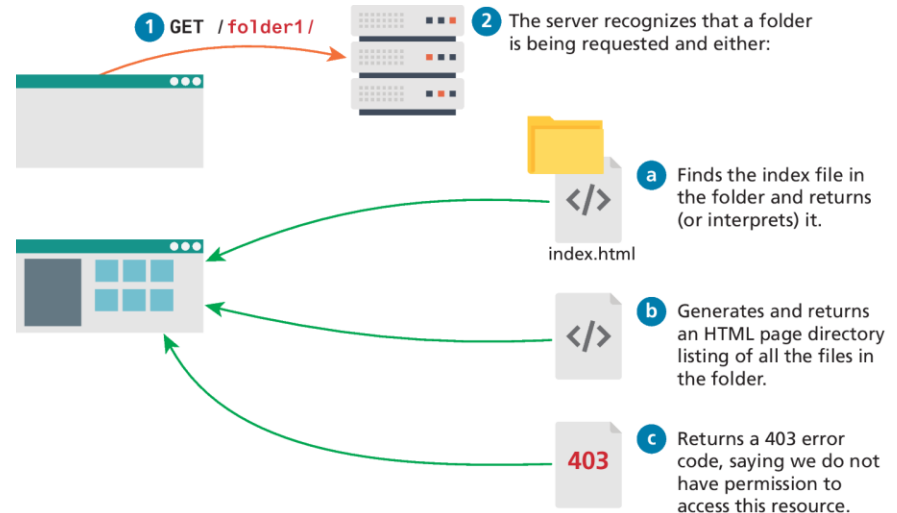 1 GET /folder1/
2 The server recognizes that a folder
is being requested and either:
a Finds the index file in
the folder and returns
(or interprets) it.
</>
index.html
b Generates and returns
an HTML page directory
listing of all the files in
the folder.
</>
c Returns a 403 error
code, saying we do not
have permission to
access this resource.
403